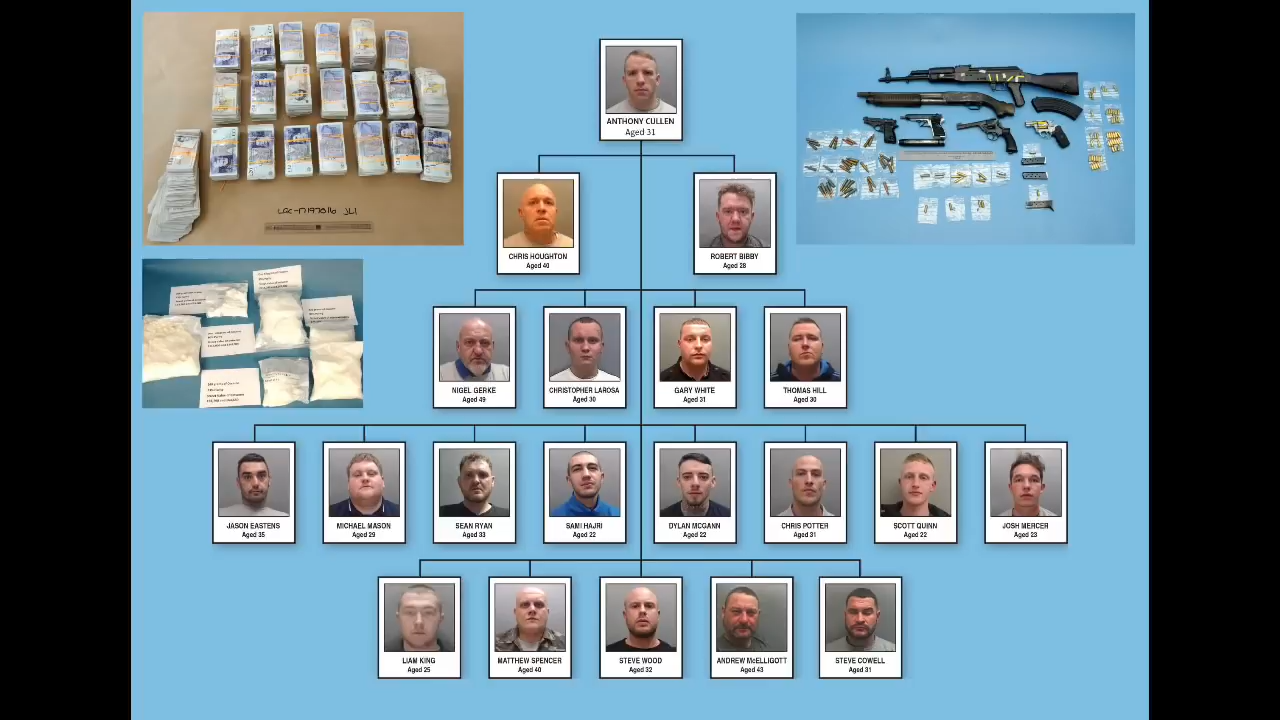 ANTHONY CULLEN
Aged 31
CHRIS HOUGHTON
Aged 40
ROBERT BIBBY
Aged 28
NIGEL GERKE
Aged 49
CHRISTOPHER LAROSA
Aged 30
GARY WHITE
Aged 31
THOMAS HILL
Aged 30
JASON EASTENS
Aged 35
MICHAEL MASON
Aged 29
SEAN RYAN
Aged 33
SAMI HAJRI
Aged 22
DYLAN MCGANN
Aged 22
CHRIS POTTER
Aged 31
SCOTT QUINN
Aged 22
JOSH MERCER
Aged 23
LIAM KING
Aged 25
MATTHEW SPENCER
Aged 40
STEVE WOOD
Aged 32
ANDREW McELLIGOTT
Aged 43
STEVE COWELL
Aged 31